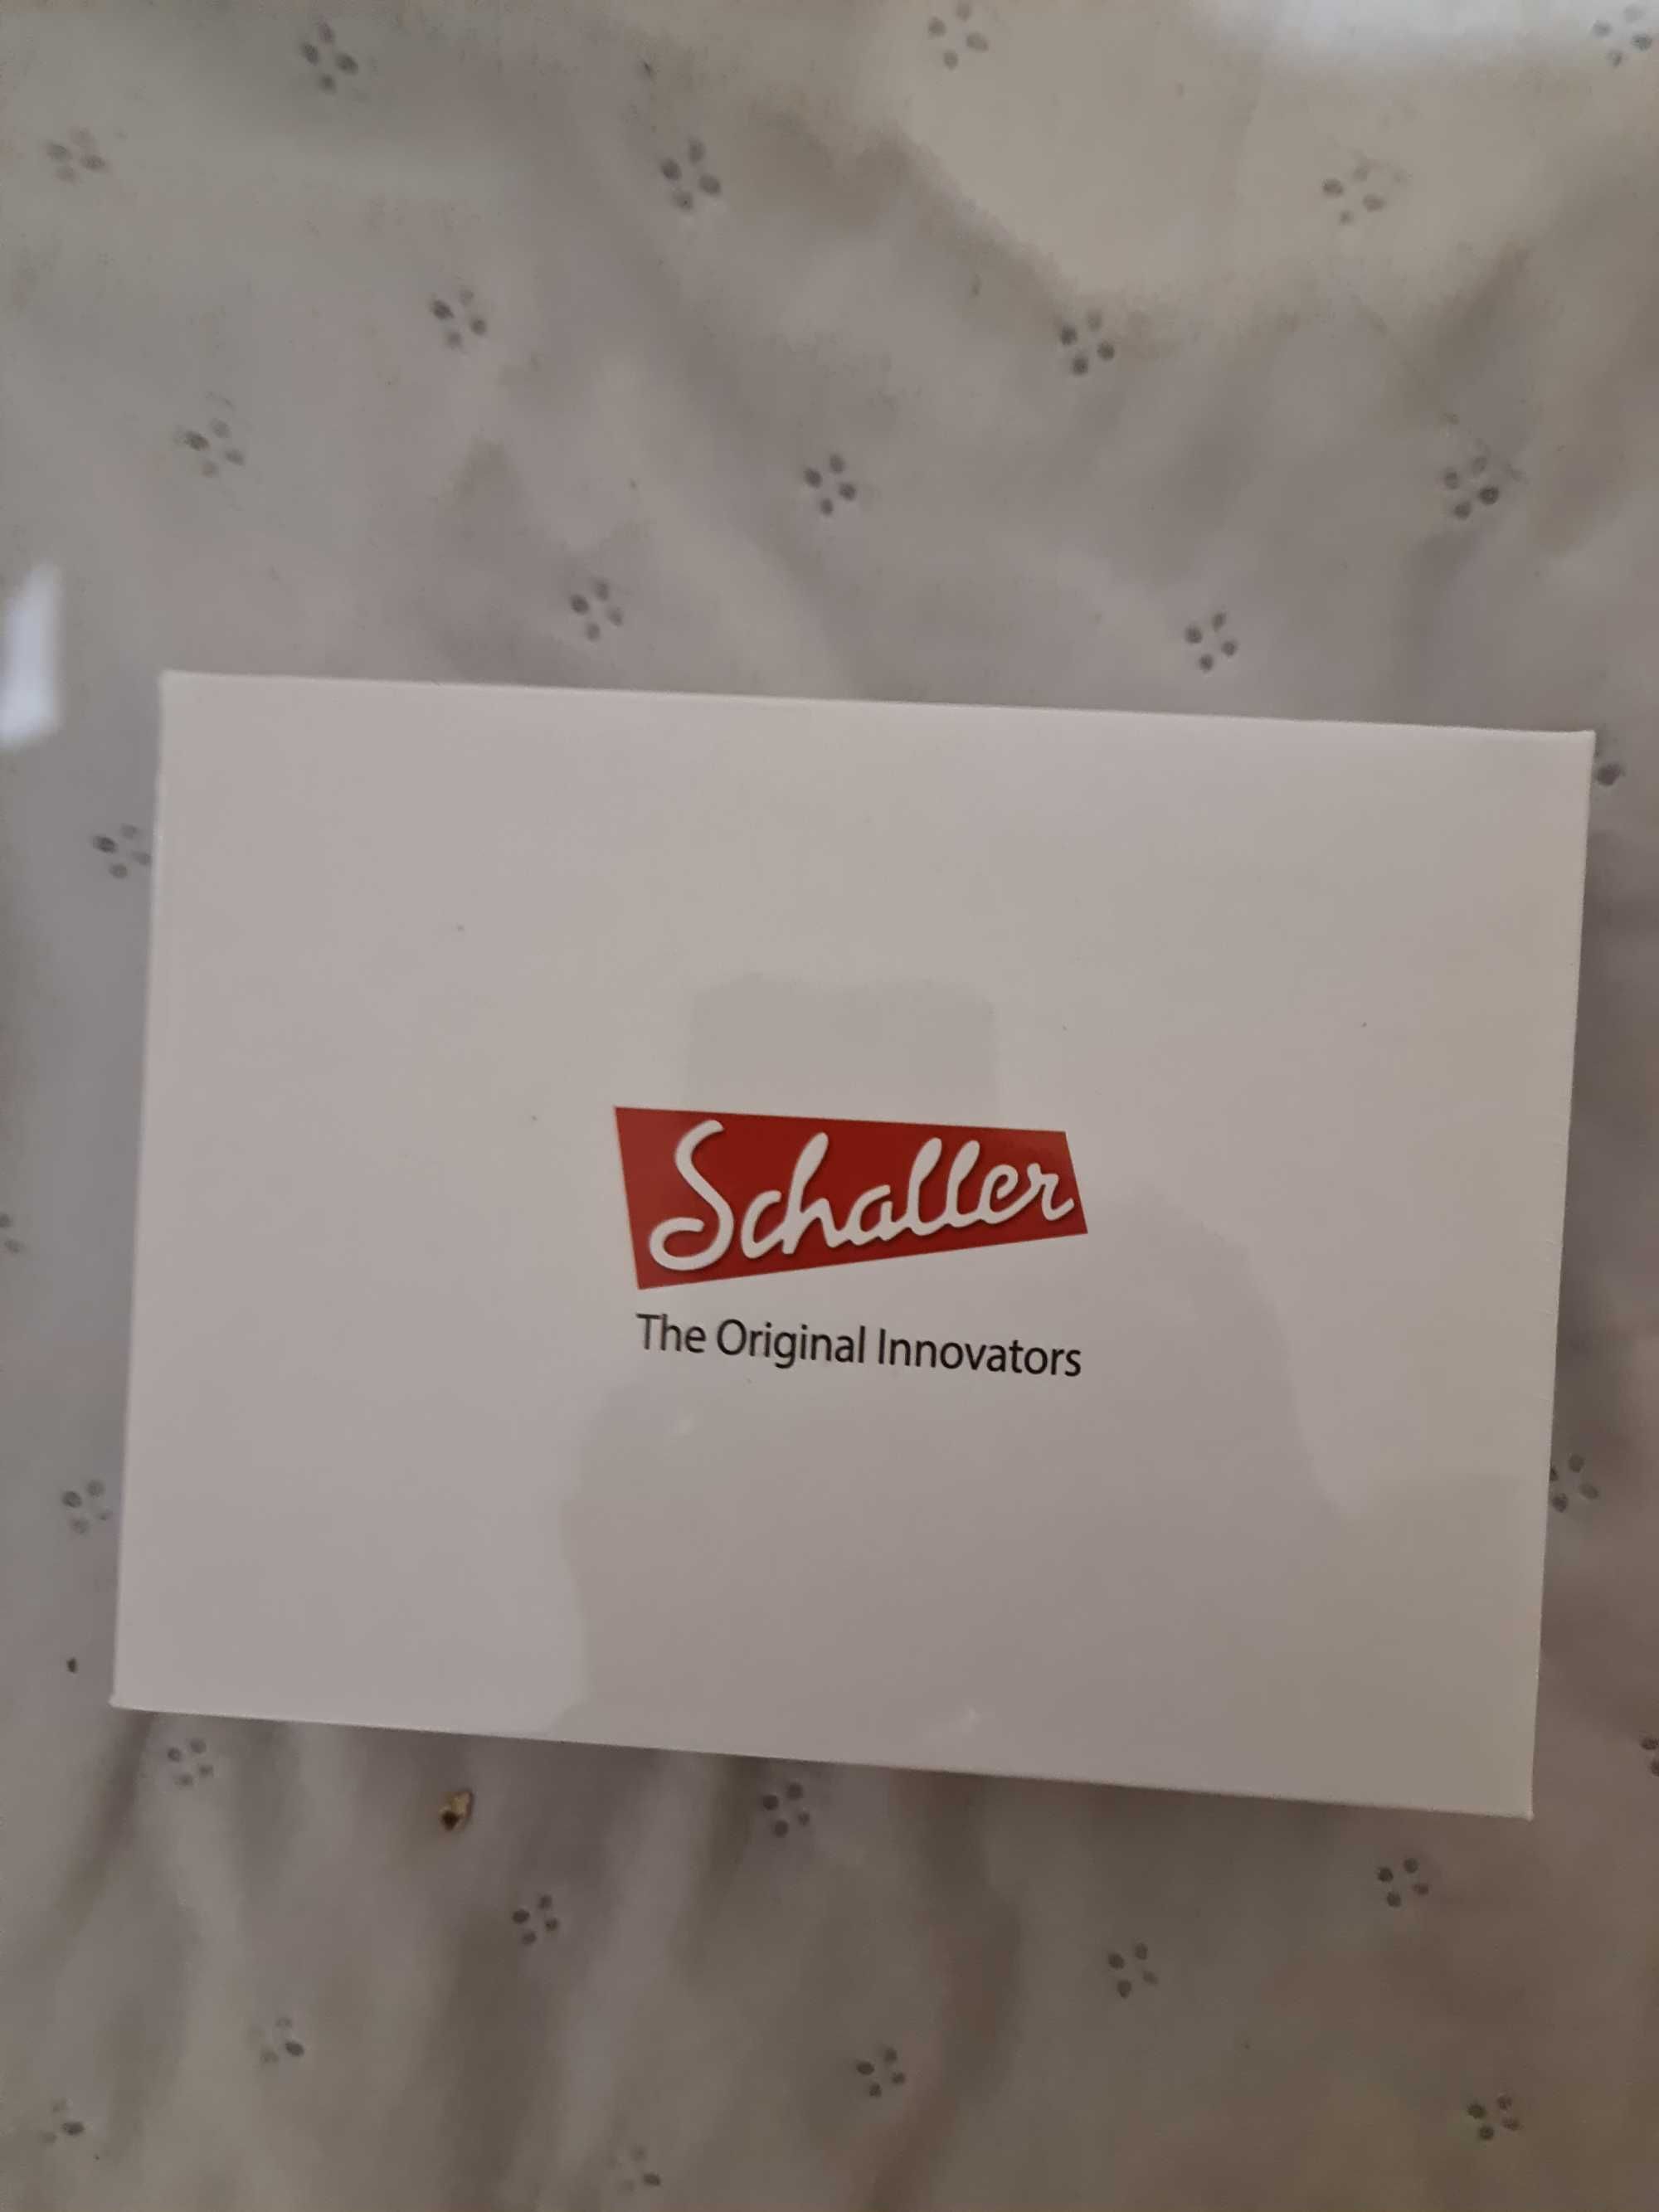 Schaller
The Original Innovators